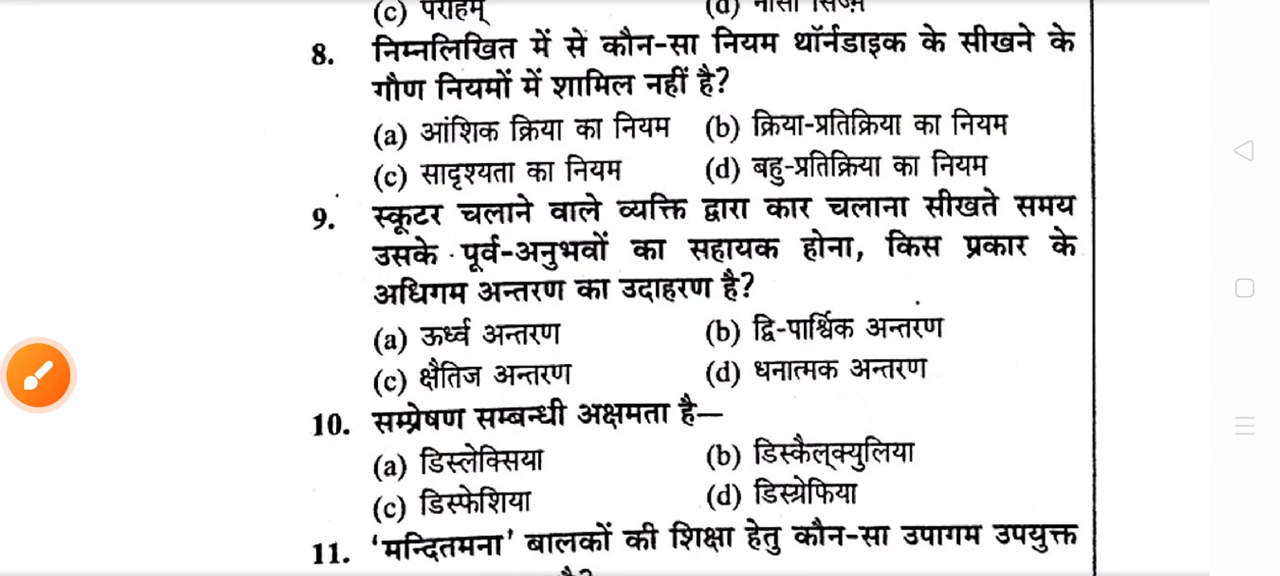 (c) पराहम् (d)
8. निम्नलिखित में से कौन-सा नियम थॉर्नडाइक के सीखने के
गौण नियमों में शामिल नहीं है?
(a) आंशिक क्रिया का नियम (b) क्रिया-प्रतिक्रिया का नियम
(c) सादृश्यता का नियम (d) बहु-प्रतिक्रिया का नियम
9. स्कूटर चलाने वाले व्यक्ति द्वारा कार चलाना सीखते समय
उसके पूर्व-अनुभवों का सहायक होना, किस प्रकार के
अधिगम अन्तरण का उदाहरण है?
(a) ऊर्ध्व अन्तरण (b) द्वि-पार्श्विक अन्तरण
(c) क्षैतिज अन्तरण (d) धनात्मक अन्तरण
10. सम्प्रेषण सम्बन्धी अक्षमता है—
(a) डिस्लेक्सिया (b) डिस्कैल्क्युलिया
(c) डिस्फेशिया (d) डिस्ग्रेफिया
11. 'मन्दितमना' बालकों की शिक्षा हेतु कौन-सा उपागम उपयुक्त